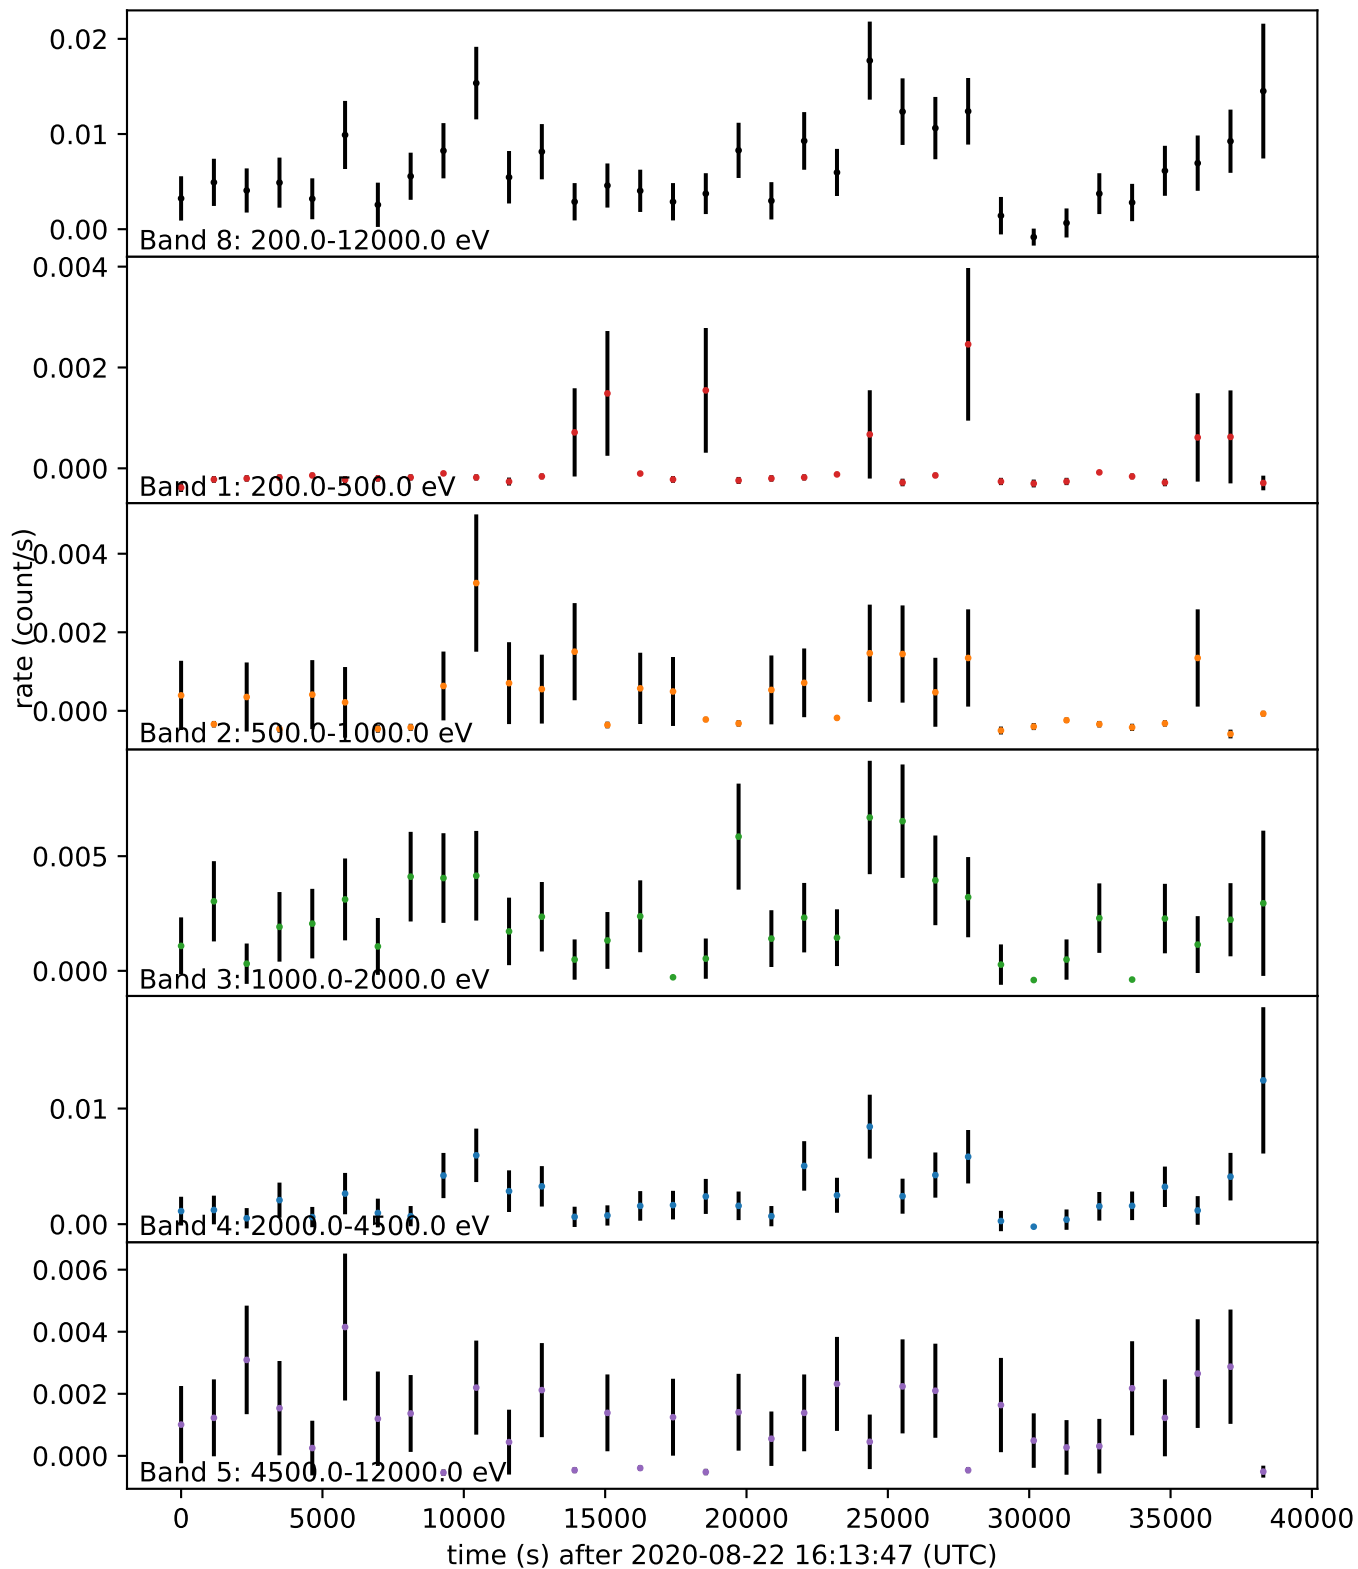 0.02
0.01
0.00
Band 8: 200.0-12000.0 eV
0.004
0.002
0.000
Band 1: 200.0-500.0 eV
rate (count/s)
0.004
0.002
0.000
Band 2: 500.0-1000.0 eV
0.005
0.000
Band 3: 1000.0-2000.0 eV
0.01
0.00
Band 4: 2000.0-4500.0 eV
0.006
0.004
0.002
0.000
Band 5: 4500.0-12000.0 eV
0 5000 10000 15000 20000 25000 30000 35000 40000
time (s) after 2020-08-22 16:13:47 (UTC)